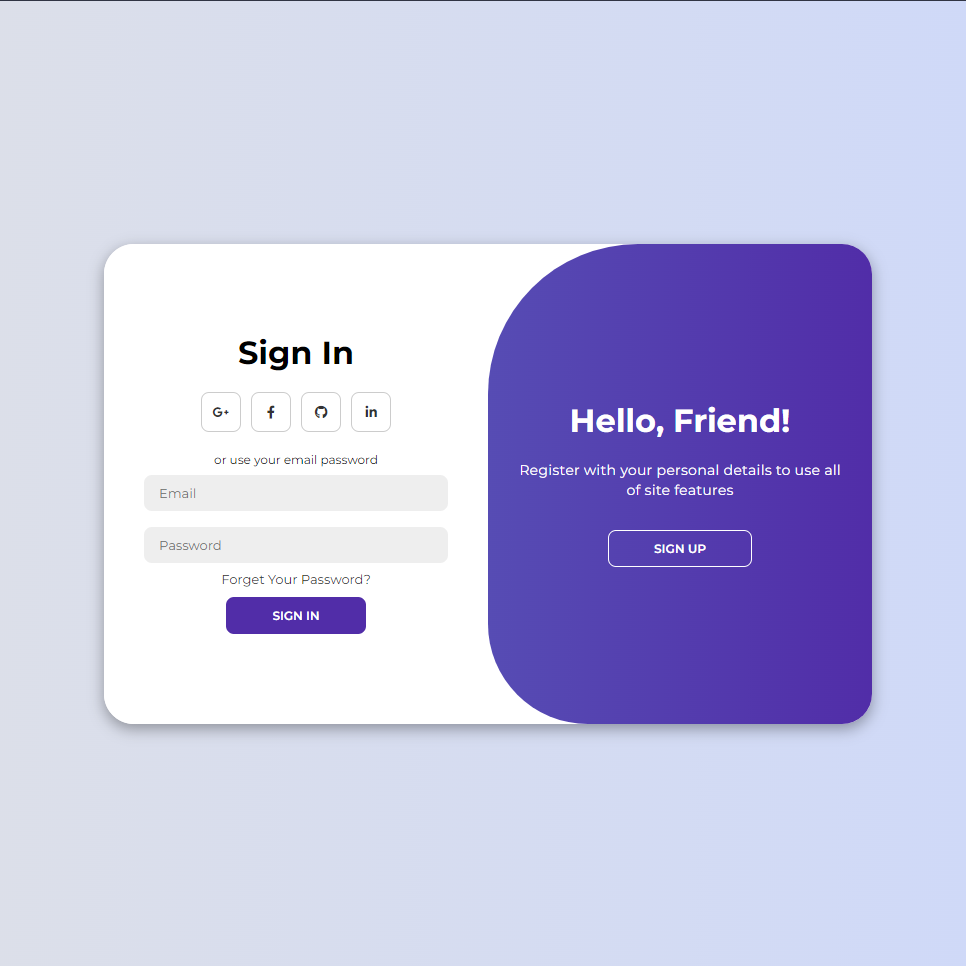 Sign In
G+
f
in
or use your email password
Email
Password
Forget Your Password?
SIGN IN
Hello, Friend!
Register with your personal details to use all
of site features
SIGN UP